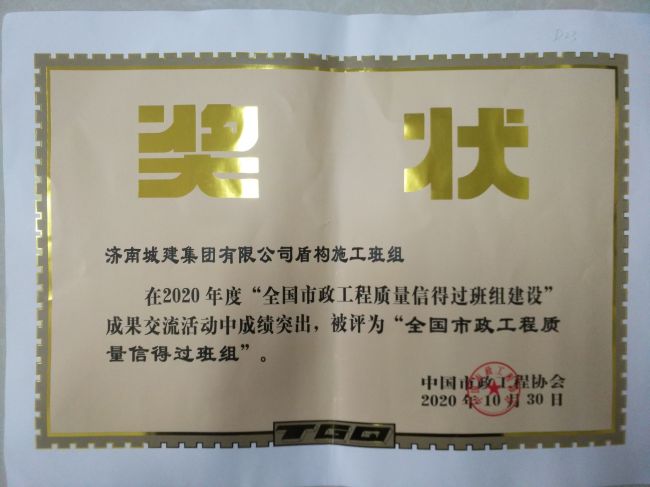 D23
奖状
济南城建集团有限公司盾构施工班组
在2020年度“全国市政工程质量信得过班组建设”
成果交流活动中成绩突出，被评为“全国市政工程质
量信得过班组”。
中国市政工程协会
2020年10月30日
TGQ